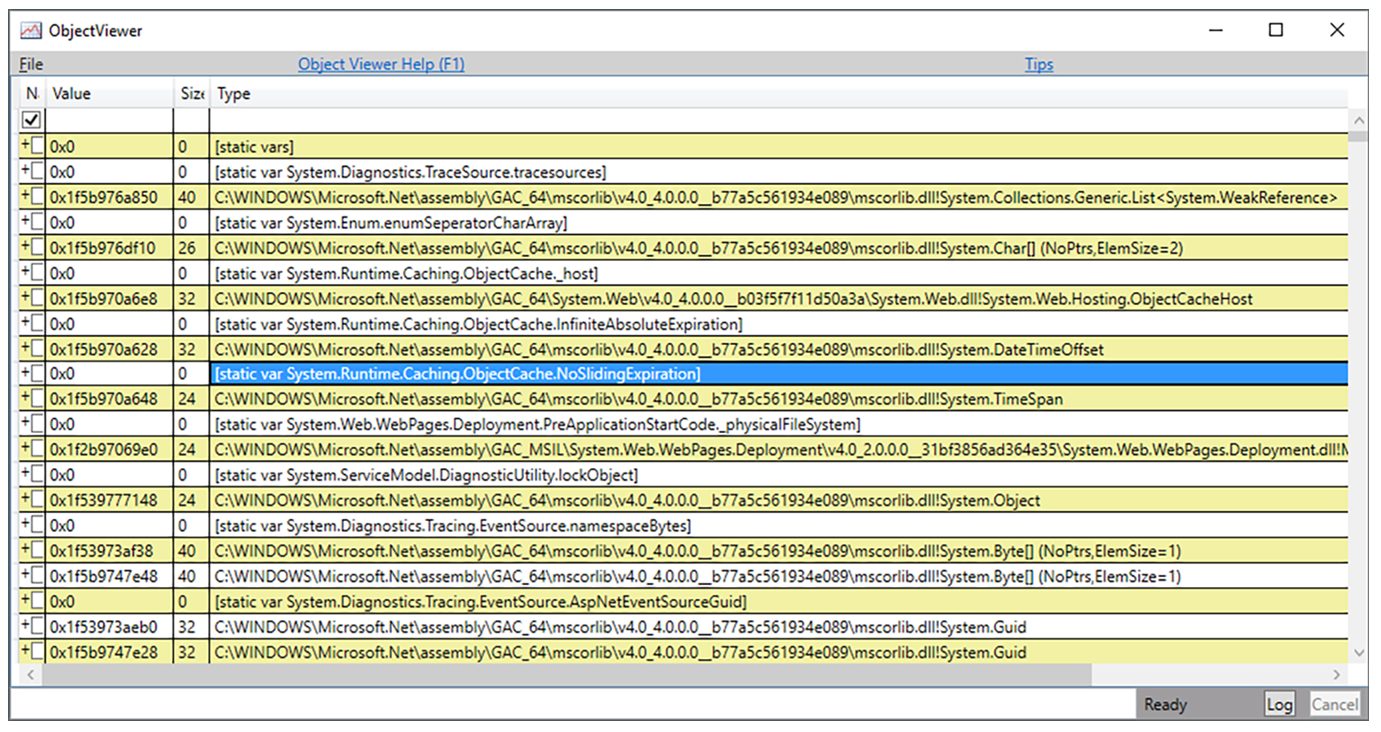 ObjectViewer
File Object Viewer Help (F1) Tips
N. Value Size Type
0x0 0 [static vars]
0x0 0 [static var System.Diagnostics.TraceSource.tracesources]
0x1f5b976a850 40 C:\WINDOWS\Microsoft.Net\assembly\GAC_64\mscorlib\v4.0_4.0.0.0__b77a5c561934e089\mscorlib.dll!System.Collections.Generic.List<System.WeakReference>
0x0 0 [static var System.Enum.enumSeperatorCharArray]
0x1f5b976df10 26 C:\WINDOWS\Microsoft.Net\assembly\GAC_64\mscorlib\v4.0_4.0.0.0__b77a5c561934e089\mscorlib.dll!System.Char[] (NoPtrs,ElemSize=2)
0x0 0 [static var System.Runtime.Caching.ObjectCache._host]
0x1f5b970a6e8 32 C:\WINDOWS\Microsoft.Net\assembly\GAC_64\System.Web\v4.0_4.0.0.0__b03f5f7f11d50a3a\System.Web.dll!System.Web.Hosting.ObjectCacheHost
0x0 0 [static var System.Runtime.Caching.ObjectCache.InfiniteAbsoluteExpiration]
0x1f5b970a628 32 C:\WINDOWS\Microsoft.Net\assembly\GAC_64\mscorlib\v4.0_4.0.0.0__b77a5c561934e089\mscorlib.dll!System.DateTimeOffset
0x0 0 [static var System.Runtime.Caching.ObjectCache.NoSlidingExpiration]
0x1f5b970a648 24 C:\WINDOWS\Microsoft.Net\assembly\GAC_64\mscorlib\v4.0_4.0.0.0__b77a5c561934e089\mscorlib.dll!System.TimeSpan
0x0 0 [static var System.Web.WebPages.Deployment.PreApplicationStartCode._physicalFileSystem]
0x1f2b97069e0 24 C:\WINDOWS\Microsoft.Net\assembly\GAC_MSIL\System.Web.WebPages.Deployment\v4.0_2.0.0.0__31bf3856ad364e35\System.Web.WebPages.Deployment.dll!M
0x0 0 [static var System.ServiceModel.DiagnosticUtility.lockObject]
0x1f539777148 24 C:\WINDOWS\Microsoft.Net\assembly\GAC_64\mscorlib\v4.0_4.0.0.0__b77a5c561934e089\mscorlib.dll!System.Object
0x0 0 [static var System.Diagnostics.Tracing.EventSource.namespaceBytes]
0x1f53973af38 40 C:\WINDOWS\Microsoft.Net\assembly\GAC_64\mscorlib\v4.0_4.0.0.0__b77a5c561934e089\mscorlib.dll!System.Byte[] (NoPtrs,ElemSize=1)
0x1f5b9747e48 40 C:\WINDOWS\Microsoft.Net\assembly\GAC_64\mscorlib\v4.0_4.0.0.0__b77a5c561934e089\mscorlib.dll!System.Byte[] (NoPtrs,ElemSize=1)
0x0 0 [static var System.Diagnostics.Tracing.EventSource.AspNetEventSourceGuid]
0x1f53973aeb0 32 C:\WINDOWS\Microsoft.Net\assembly\GAC_64\mscorlib\v4.0_4.0.0.0__b77a5c561934e089\mscorlib.dll!System.Guid
0x1f5b9747e28 32 C:\WINDOWS\Microsoft.Net\assembly\GAC_64\mscorlib\v4.0_4.0.0.0__b77a5c561934e089\mscorlib.dll!System.Guid
Ready Log Cancel